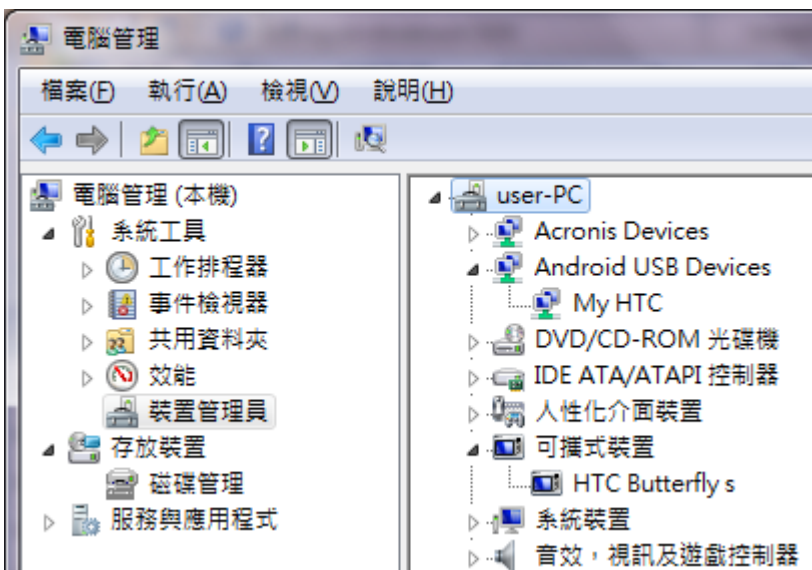 電腦管理
檔案(F) 執行(A) 檢視(V) 說明(H)
電腦管理 (本機)
系統工具
工作排程器
事件檢視器
共用資料夾
效能
裝置管理員
存放裝置
磁碟管理
服務與應用程式
user-PC
Acronis Devices
Android USB Devices
My HTC
DVD/CD-ROM 光碟機
IDE ATA/ATAPI 控制器
人性化介面裝置
可攜式裝置
HTC Butterfly s
系統裝置
音效，視訊及遊戲控制器